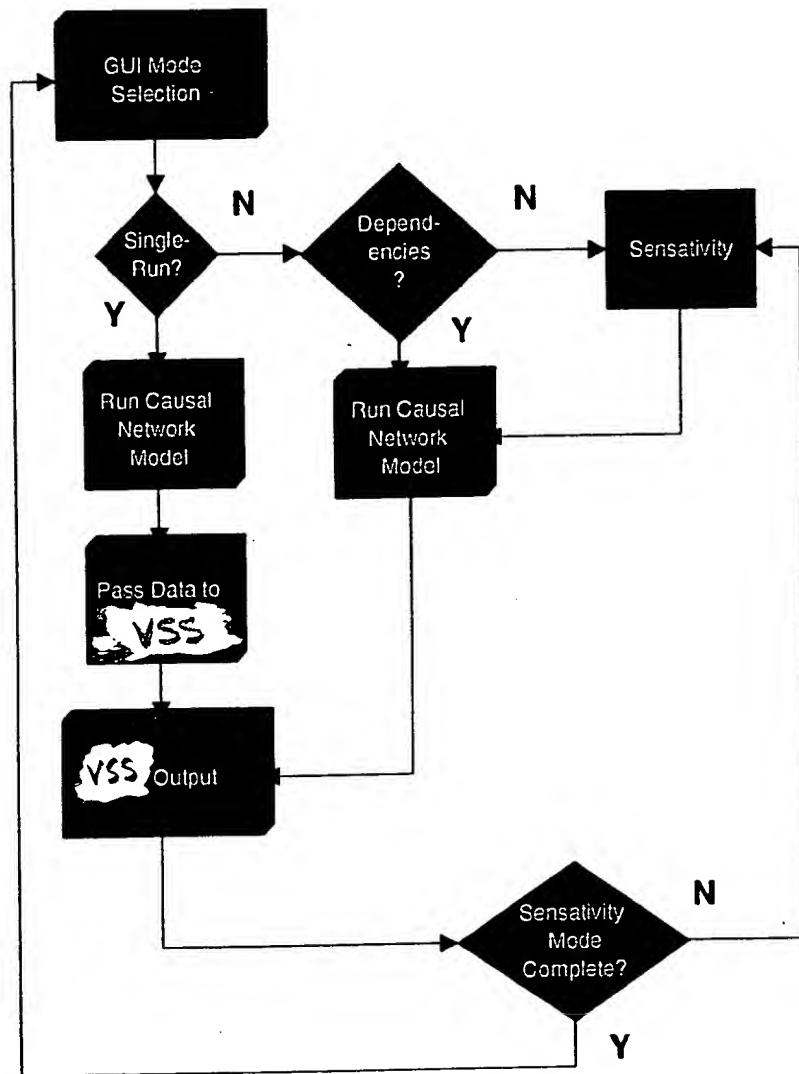 GUI Mode
Selection
N
N
Single-
Run?
Depend-
encies
?
Sensativity
Y
Y
Run Causal
Network
Model
Run Causal
Network
Model
Pass Data to
VSS
VSS Output
Sensativity
Mode
Complete?
N
Y